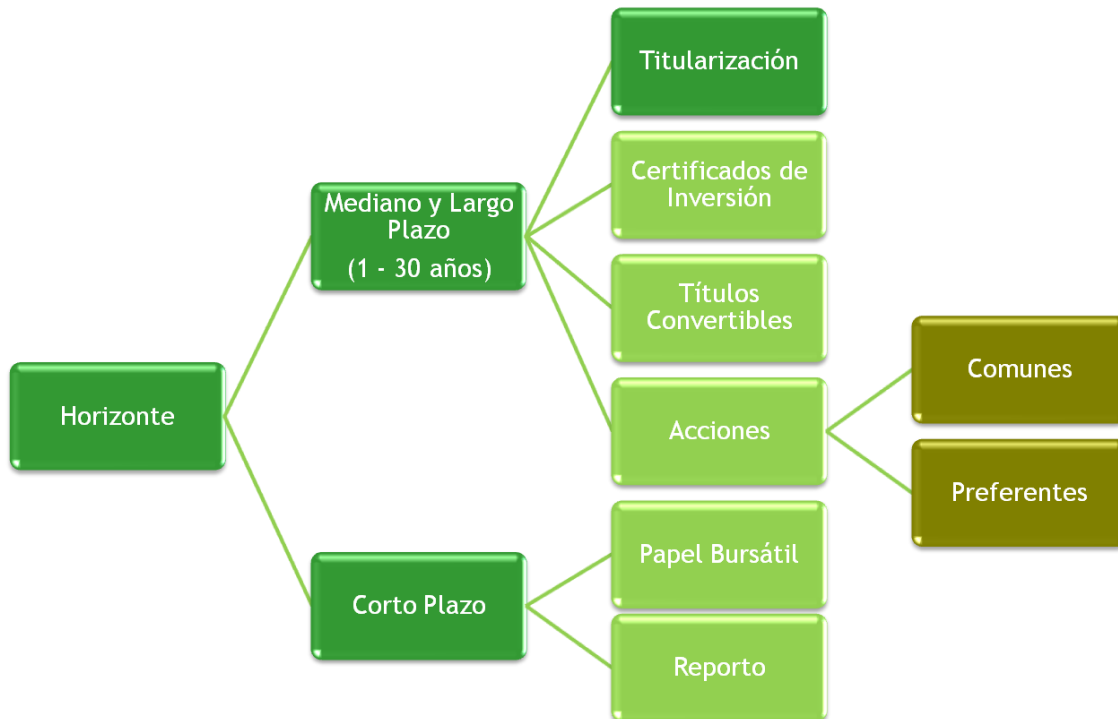 Horizonte
Mediano y Largo
Plazo
(1 - 30 años)
Titularización
Certificados de
Inversión
Títulos
Convertibles
Acciones
Comunes
Preferentes
Corto Plazo
Papel Bursátil
Reporto